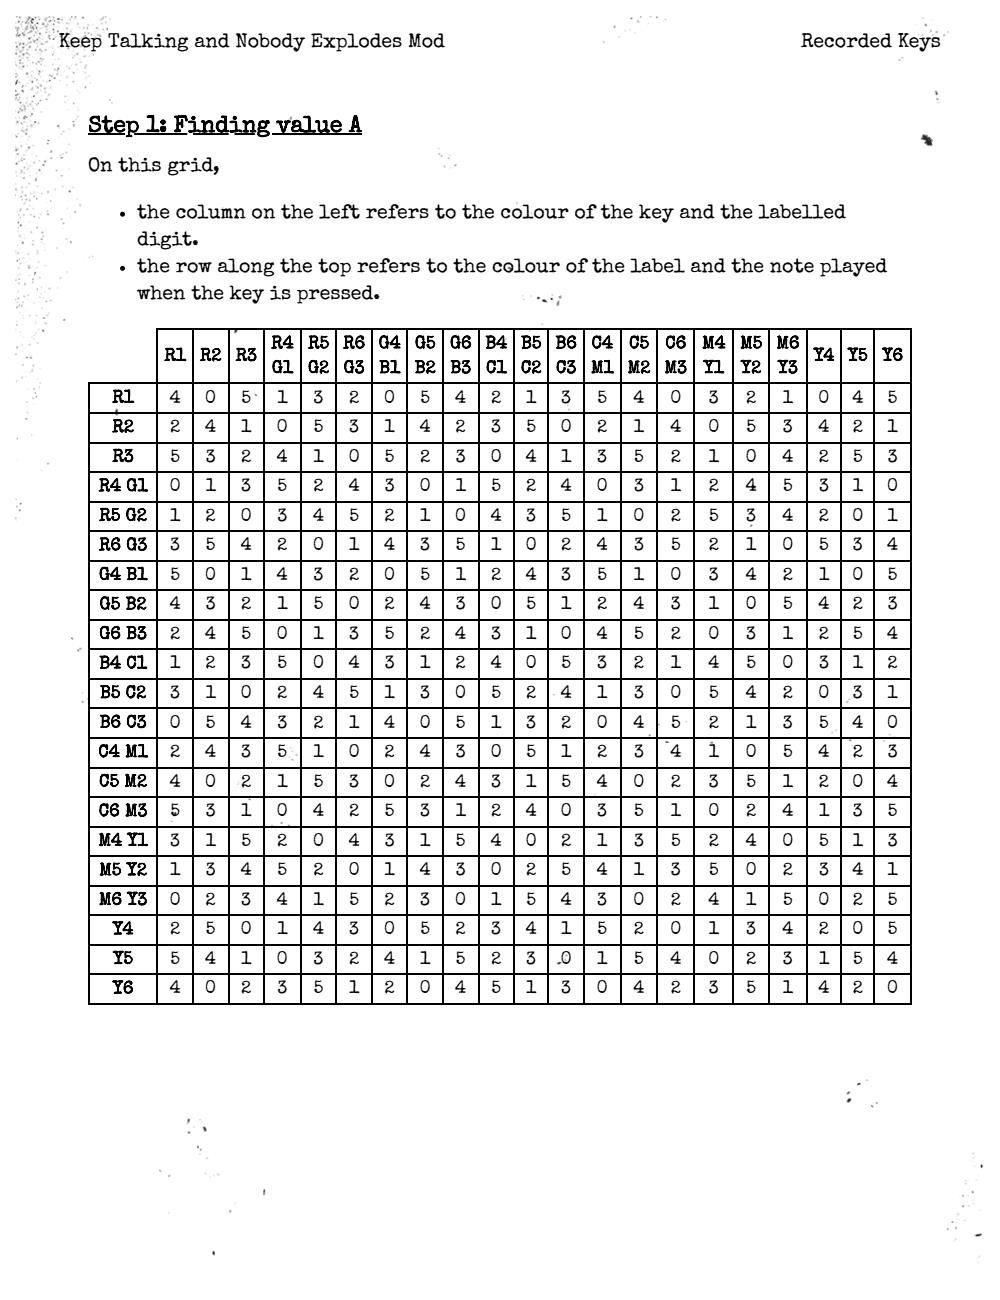 Keep Talking and Nobody Explodes Mod Recorded Keys
Step 1: Finding value A
On this grid,
• the column on the left refers to the colour of the key and the labelled
digit.
• the row along the top refers to the colour of the label and the note played
when the key is pressed.
R1 R2 R3 R4 R5 R6 G4 G5 G6 B4 B5 B6 C4 C5 C6 M4 M5 M6 Y4 Y5 Y6
G1 G2 G3 B1 B2 B3 C1 C2 C3 M1 M2 M3 Y1 Y2 Y3
R1 4 0 5 1 3 2 0 5 4 2 1 3 5 4 0 3 2 1 0 4 5
R2 2 4 1 0 5 3 1 4 2 3 5 0 2 1 4 0 5 3 4 2 1
R3 5 3 2 4 1 0 5 2 3 0 4 1 3 5 2 1 0 4 2 5 3
R4 G1 0 1 3 5 2 4 3 0 1 5 2 4 0 3 1 2 4 5 3 1 0
R5 G2 1 2 0 3 4 5 2 1 0 4 3 5 1 0 2 5 3 4 2 0 1
R6 G3 3 5 4 2 0 1 4 3 5 1 0 2 4 3 5 2 1 0 5 3 4
G4 B1 5 0 1 4 3 2 0 5 1 2 4 3 5 1 0 3 4 2 1 0 5
G5 B2 4 3 2 1 5 0 2 4 3 0 5 1 2 4 3 1 0 5 4 2 3
G6 B3 2 4 5 0 1 3 5 2 4 3 1 0 4 5 2 0 3 1 2 5 4
B4 C1 1 2 3 5 0 4 3 1 2 4 0 5 3 2 1 4 5 0 3 1 2
B5 C2 3 1 0 2 4 5 1 3 0 5 2 4 1 3 0 5 4 2 0 3 1
B6 C3 0 5 4 3 2 1 4 0 5 1 3 2 0 4 5 2 1 3 5 4 0
C4 M1 2 4 3 5 1 0 2 4 3 0 5 1 2 3 4 1 0 5 4 2 3
C5 M2 4 0 2 1 5 3 0 2 4 3 1 5 4 0 2 3 5 1 2 0 4
C6 M3 5 3 1 0 4 2 5 3 1 2 4 0 3 5 1 0 2 4 1 3 5
M4 Y1 3 1 5 2 0 4 3 1 5 4 0 2 1 3 5 2 4 0 5 1 3
M5 Y2 1 3 4 5 2 0 1 4 3 0 2 5 4 1 3 5 0 2 3 4 1
M6 Y3 0 2 3 4 1 5 2 3 0 1 5 4 3 0 2 4 1 5 0 2 5
Y4 2 5 0 1 4 3 0 5 2 3 4 1 5 2 0 1 3 4 2 0 5
Y5 5 4 1 0 3 2 4 1 5 2 3 0 1 5 4 0 2 3 1 5 4
Y6 4 0 2 3 5 1 2 0 4 5 1 3 0 4 2 3 5 1 4 2 0